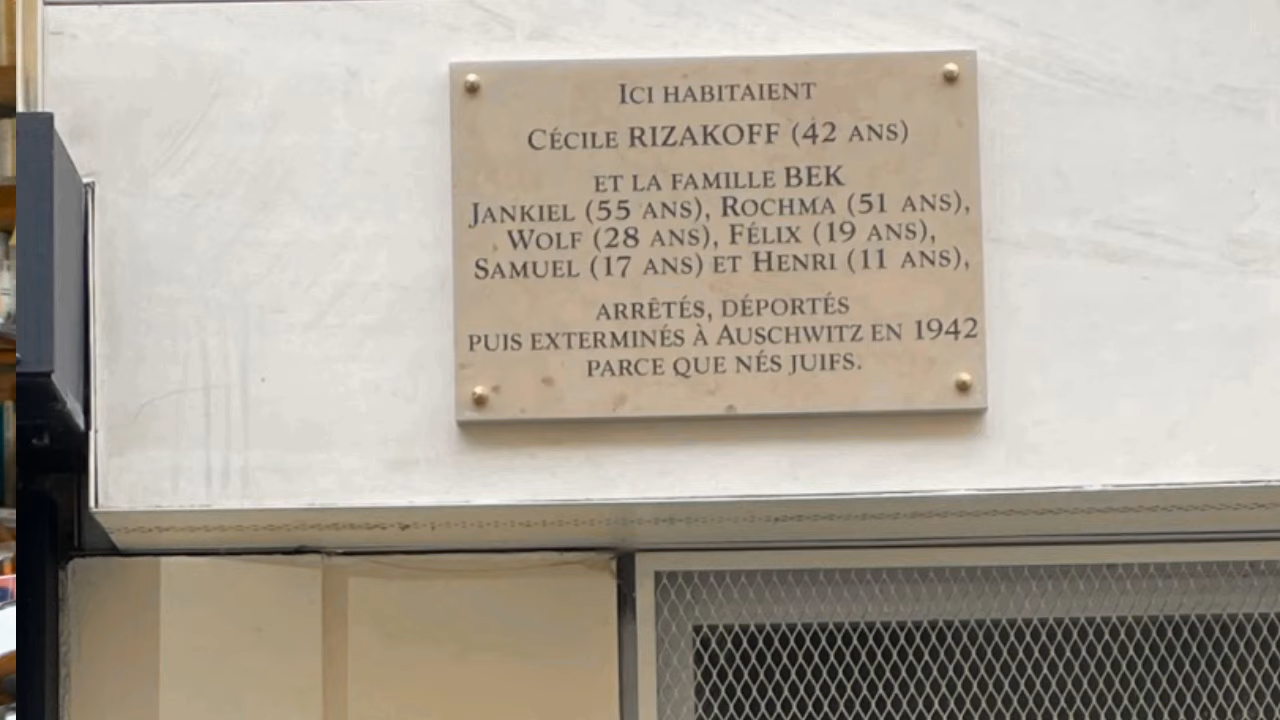 ICI HABITAIENT
CÉCILE RIZAKOFF (42 ANS)
ET LA FAMILLE BEK
JANKIEL (55 ANS), ROCHMA (51 ANS),
WOLF (28 ANS), FÉLIX (19 ANS),
SAMUEL (17 ANS) ET HENRI (11 ANS),
ARRÊTÉS, DÉPORTÉS
PUIS EXTERMINÉS À AUSCHWITZ EN 1942
PARCE QUE NÉS JUIFS.